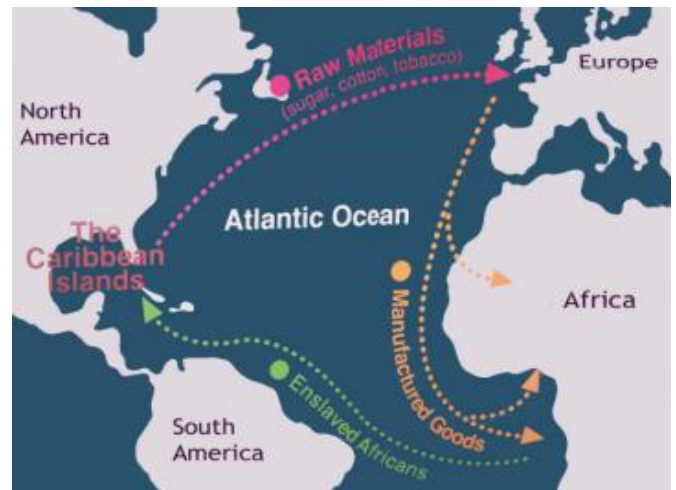 Raw Materials
(sugar, cotton, tobacco)
Europe
North
America
Atlantic Ocean
The
Caribbean
Islands
Africa
Manufactured Goods
Enslaved Africans
South
America